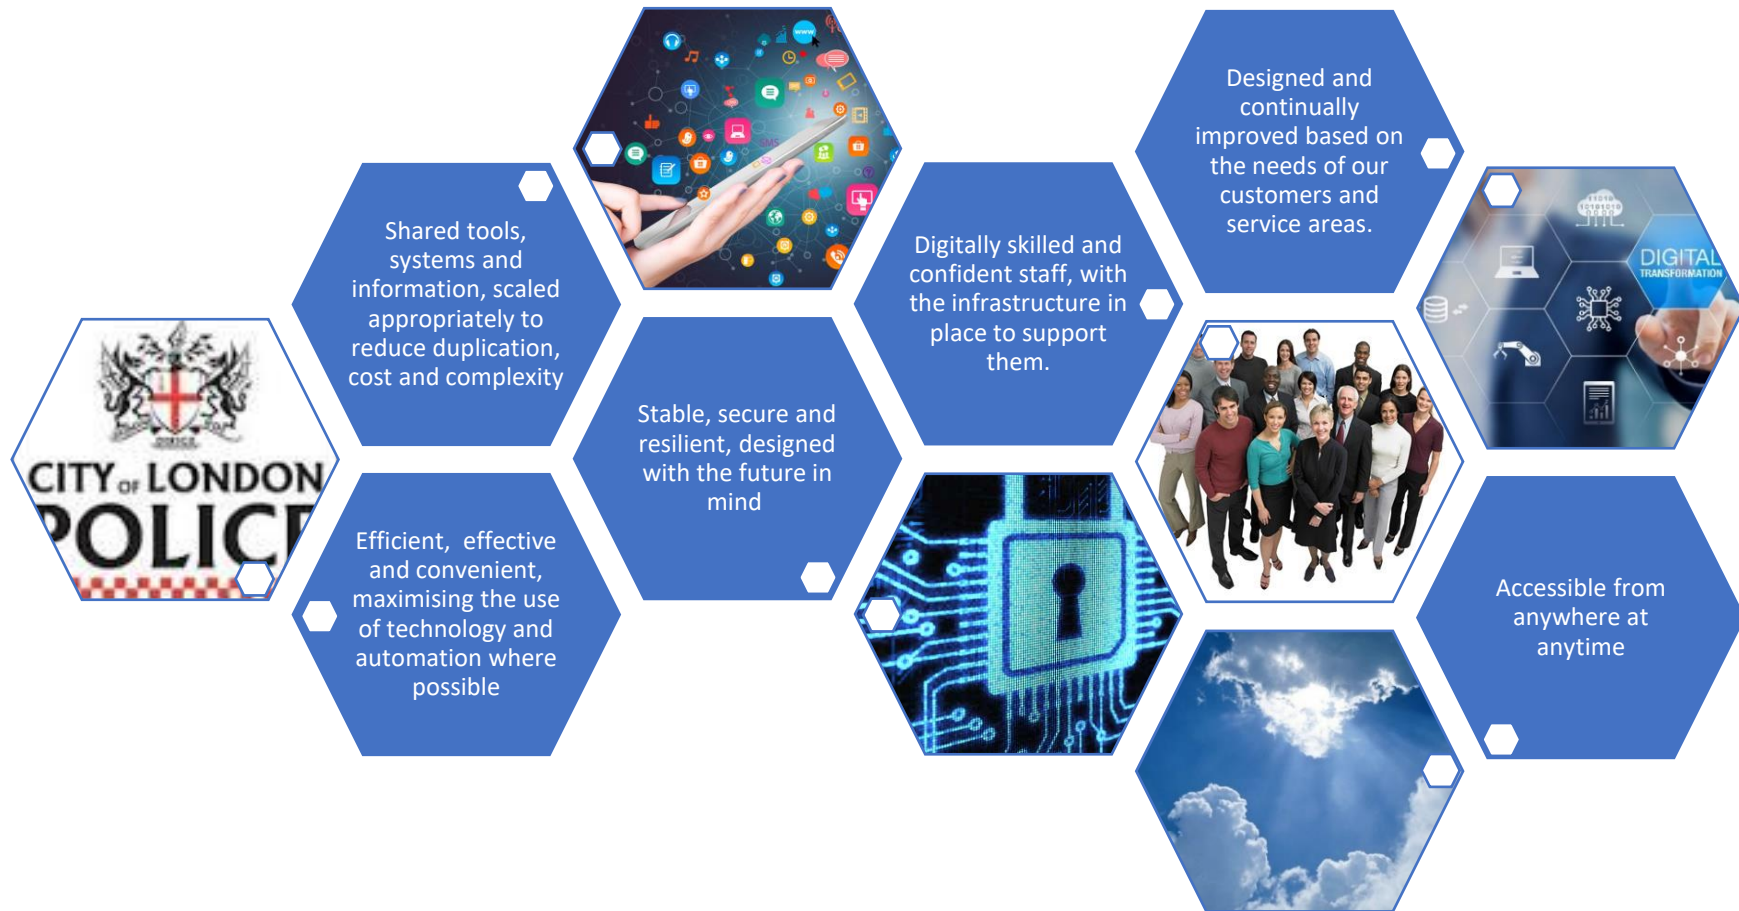 CITY OF LONDON
POLICE
Shared tools,
systems and
information, scaled
appropriately to
reduce duplication,
cost and complexity
Efficient,  effective
and convenient,
maximising the use
of technology and
automation where
possible
www
SMS
Stable, secure and
resilient, designed
with the future in
mind
Digitally skilled and
confident staff, with
the infrastructure in
place to support
them.
Designed and
continually
improved based on
the needs of our
customers and
service areas.
DIGITAL
TRANSFORMATION
Accessible from
anywhere at
anytime